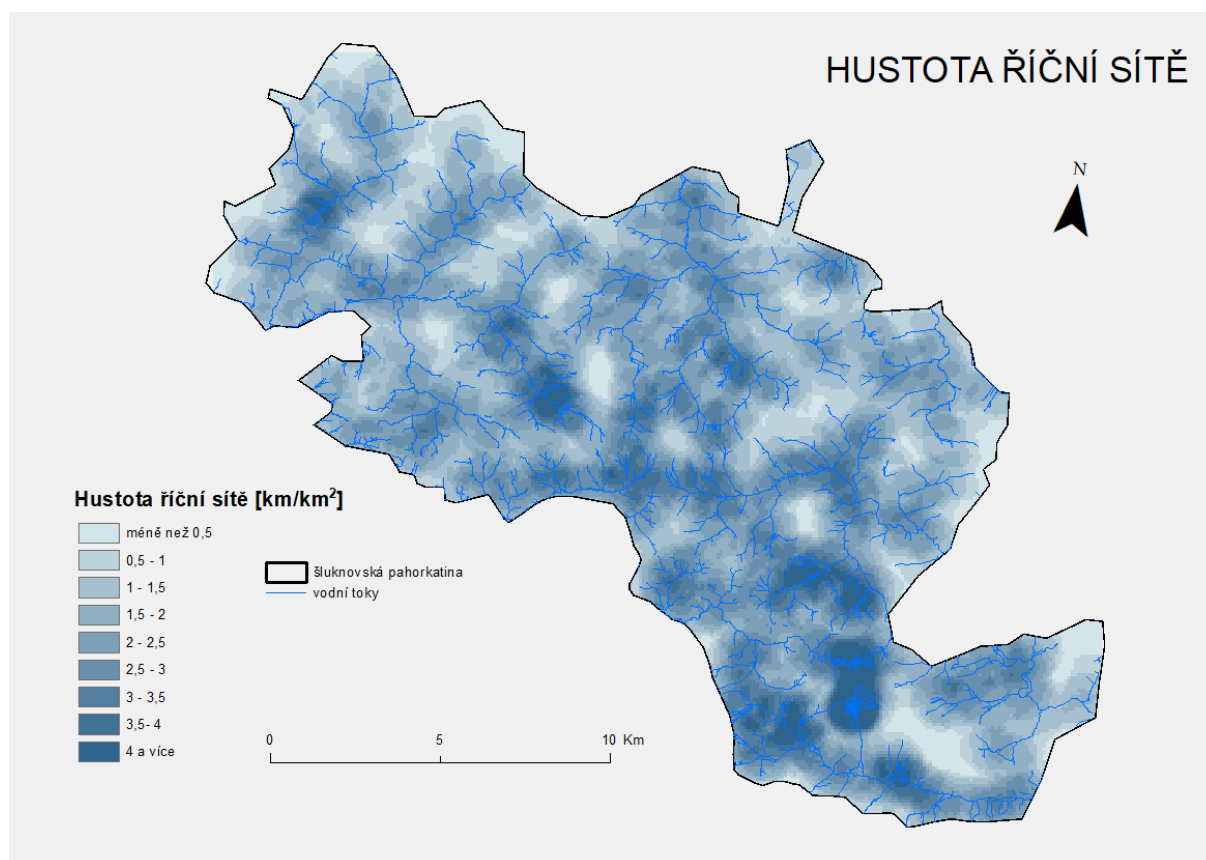 HUSTOTA ŘÍČNÍ SÍTĚ
N
Hustota říční sítě [km/km²]
méně než 0,5
0,5 - 1
1 - 1,5
1,5 - 2
2 - 2,5
2,5 - 3
3 - 3,5
3,5- 4
4 a více
šluknovská pahorkatina
vodní toky
0 5 10 Km